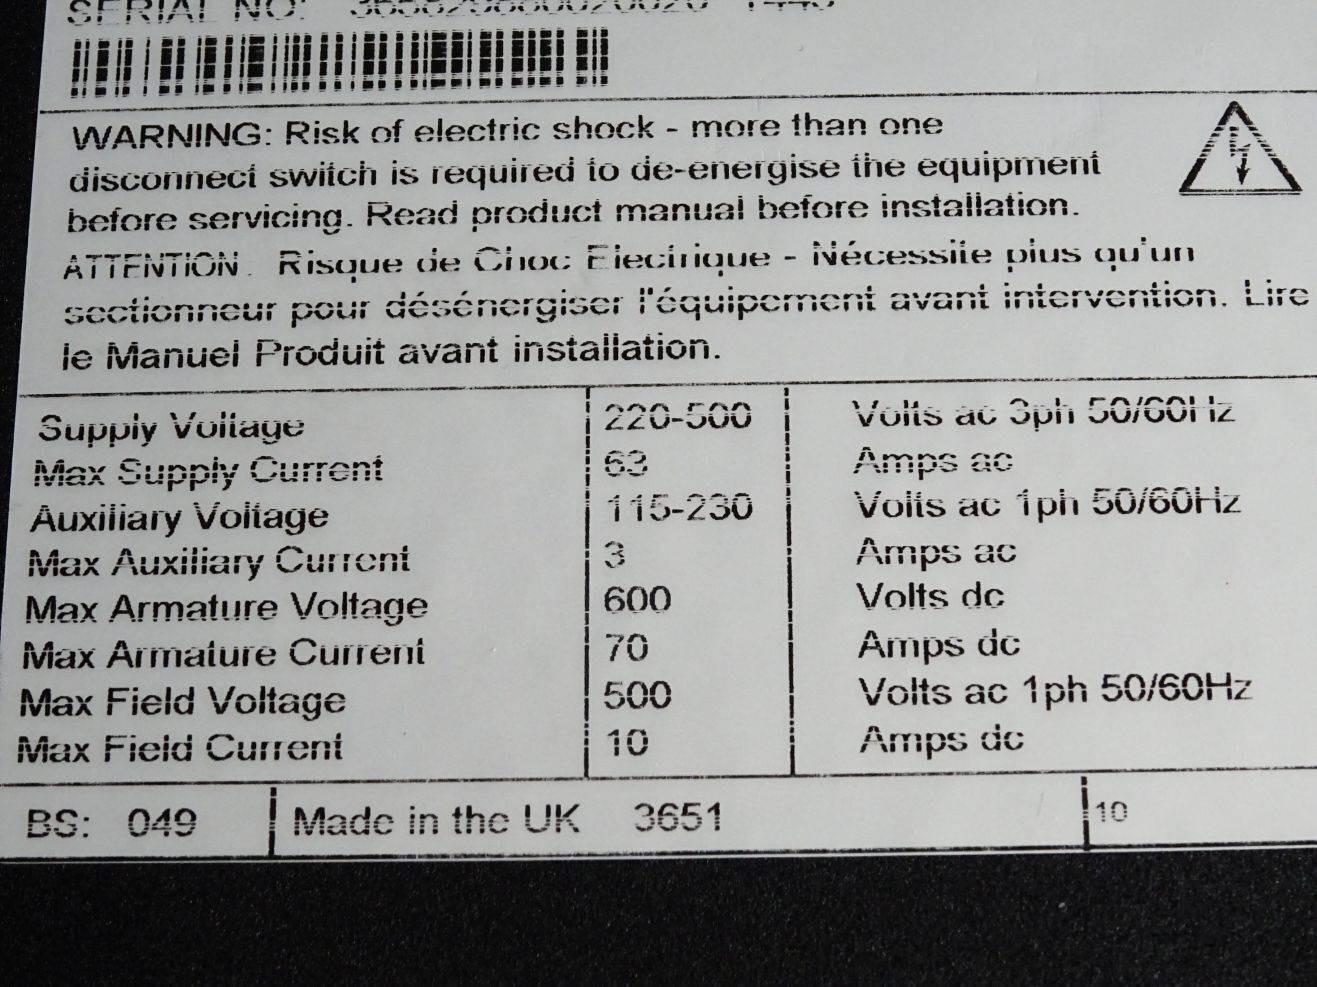 SERIAL NO:
WARNING: Risk of electric shock - more than one
disconnect switch is required to de-energise the equipment
before servicing. Read product manual before installation.
ATTENTION. Risque de Choc Electrique - Nécessite plus qu'un
sectionneur pour désénergiser l'équipement avant intervention. Lire
le Manuel Produit avant installation.
Supply Voltage 220-500 Volts ac 3ph 50/60Hz
Max Supply Current 63 Amps ac
Auxiliary Voltage 115-230 Volts ac 1ph 50/60Hz
Max Auxiliary Current 3 Amps ac
Max Armature Voltage 600 Volts dc
Max Armature Current 70 Amps dc
Max Field Voltage 500 Volts ac 1ph 50/60Hz
Max Field Current 10 Amps dc
BS: 049 Made in the UK 3651 10